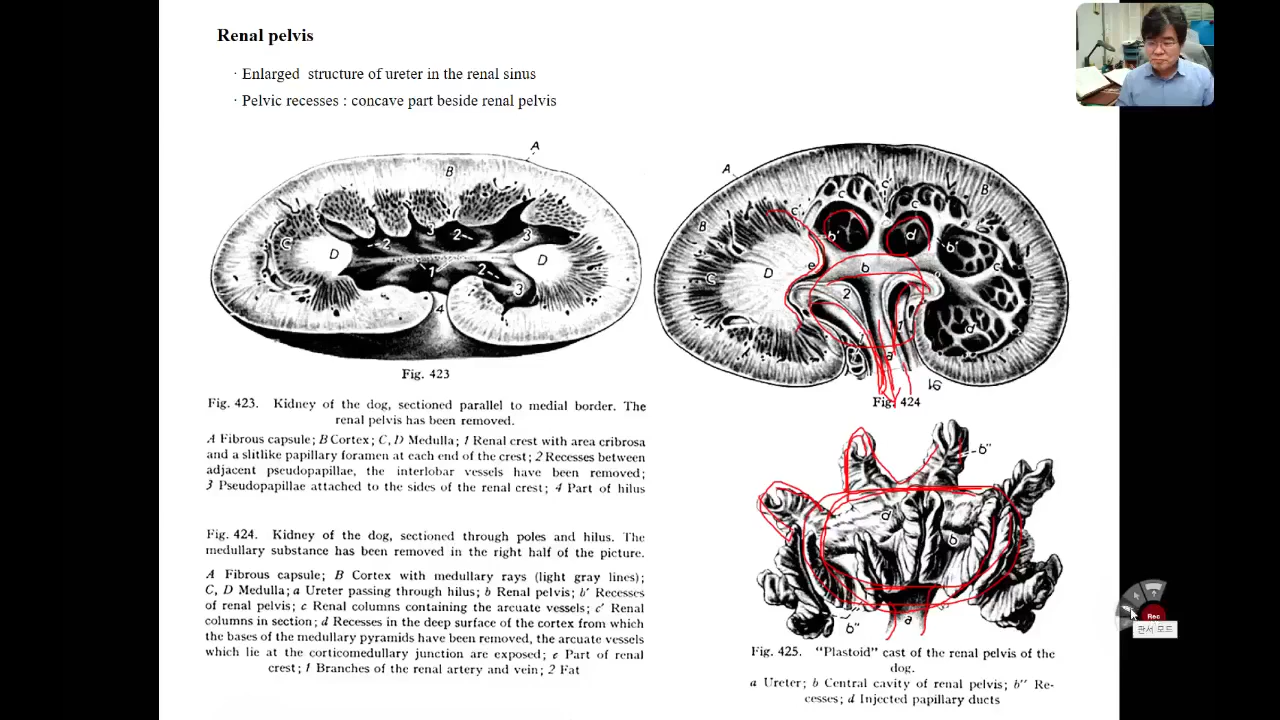 Renal pelvis
· Enlarged structure of ureter in the renal sinus
· Pelvic recesses : concave part beside renal pelvis
A
B
C
D
2
3
2
3
1
2
3
D
4
Fig. 423
Fig. 423. Kidney of the dog, sectioned parallel to medial border. The
renal pelvis has been removed.
A Fibrous capsule; B Cortex; C, D Medulla; 1 Renal crest with area cribrosa
and a slitlike papillary foramen at each end of the crest; 2 Recesses between
adjacent pseudopapillae, the interlobar vessels have been removed;
3 Pseudopapillae attached to the sides of the renal crest; 4 Part of hilus
Fig. 424. Kidney of the dog, sectioned through poles and hilus. The
medullary substance has been removed in the right half of the picture.
A Fibrous capsule; B Cortex with medullary rays (light gray lines);
C, D Medulla; a Ureter passing through hilus; b Renal pelvis; b' Recesses
of renal pelvis; c Renal columns containing the arcuate vessels; c' Renal
columns in section; d Recesses in the deep surface of the cortex from which
the bases of the medullary pyramids have been removed, the arcuate vessels
which lie at the corticomedullary junction are exposed; e Part of renal
crest; 1 Branches of the renal artery and vein; 2 Fat
A
B
C
D
c'
c
c'
c
B
b'
d
b'
c
e
b
2
1
d
a
Fig. 424
b"
d
b
b"
a
Fig. 425. "Plastoid" cast of the renal pelvis of the
dog.
a Ureter; b Central cavity of renal pelvis; b" Re-
cesses; d Injected papillary ducts
Rec
판서 모드